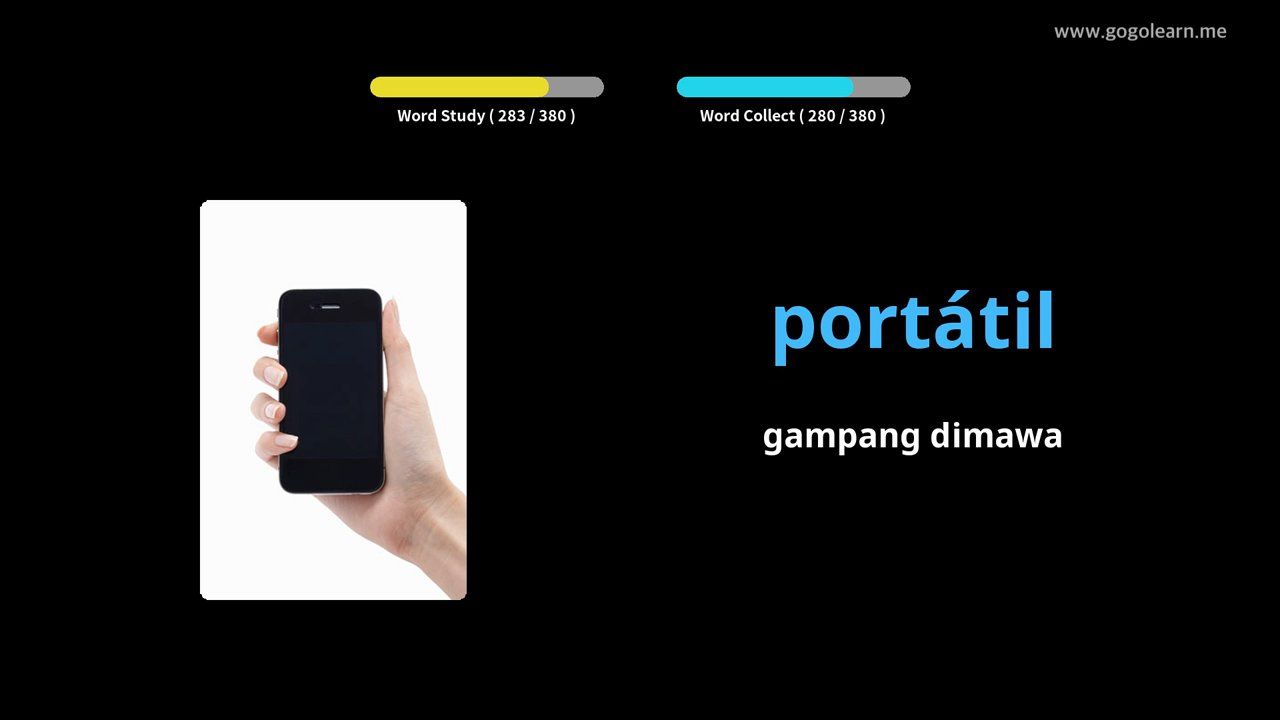 www.gogolearn.me
Word Study ( 283 / 380 )
Word Collect ( 280 / 380 )
portátil
gampang dimawa